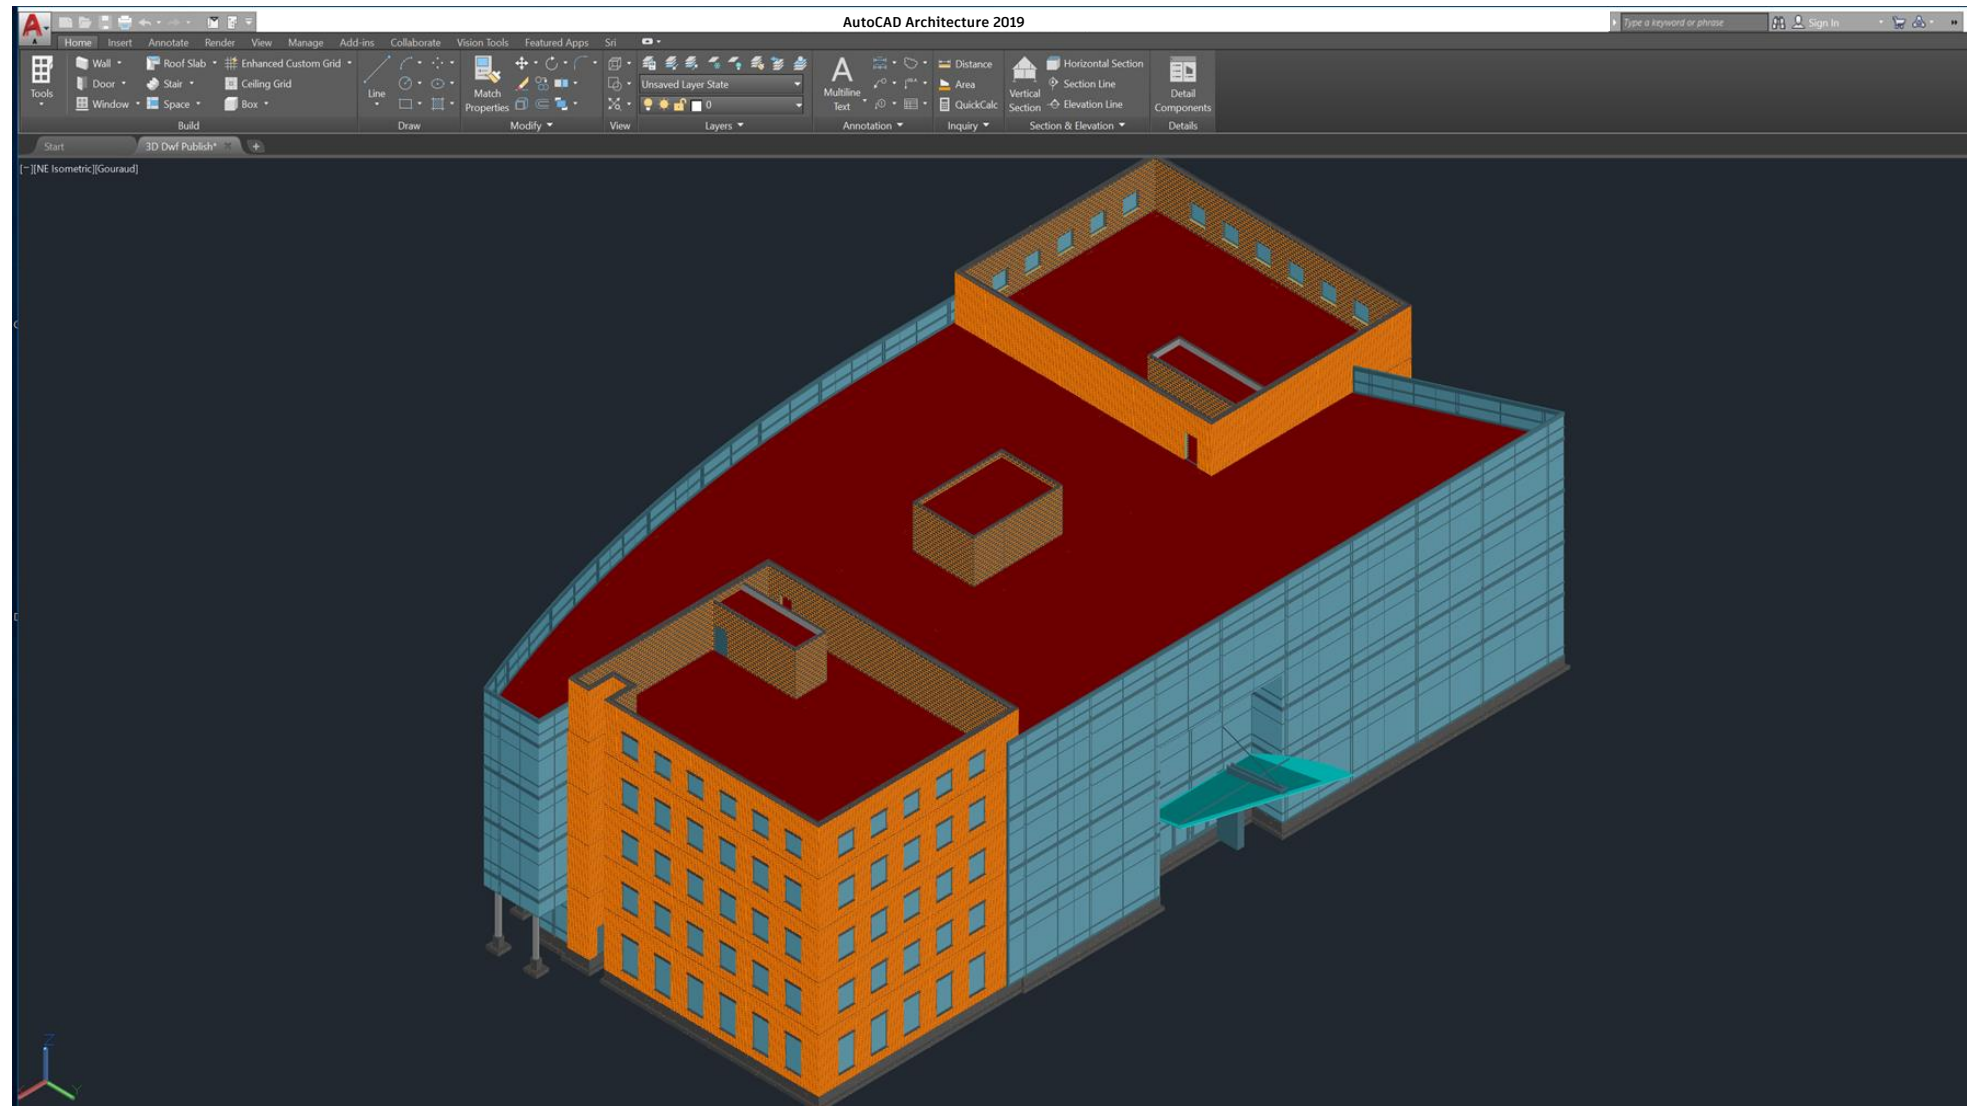 AutoCAD Architecture 2019
Type a keyword or phrase
Sign In
Home Insert Annotate Render View Manage Add-ins Collaborate Vision Tools Featured Apps Sri
Wall Roof Slab Enhanced Custom Grid
Door Stair Ceiling Grid
Window Space Box
Tools
Build
Line
Draw
Match
Properties
Modify
View
Unsaved Layer State
0
Layers
A
Multiline
Text
Annotation
Distance
Area
QuickCalc
Inquiry
Vertical
Section
Horizontal Section
Section Line
Elevation Line
Section & Elevation
Detail
Components
Details
Start 3D Dwf Publish*
[−][NE Isometric][Gouraud]
Z
Y